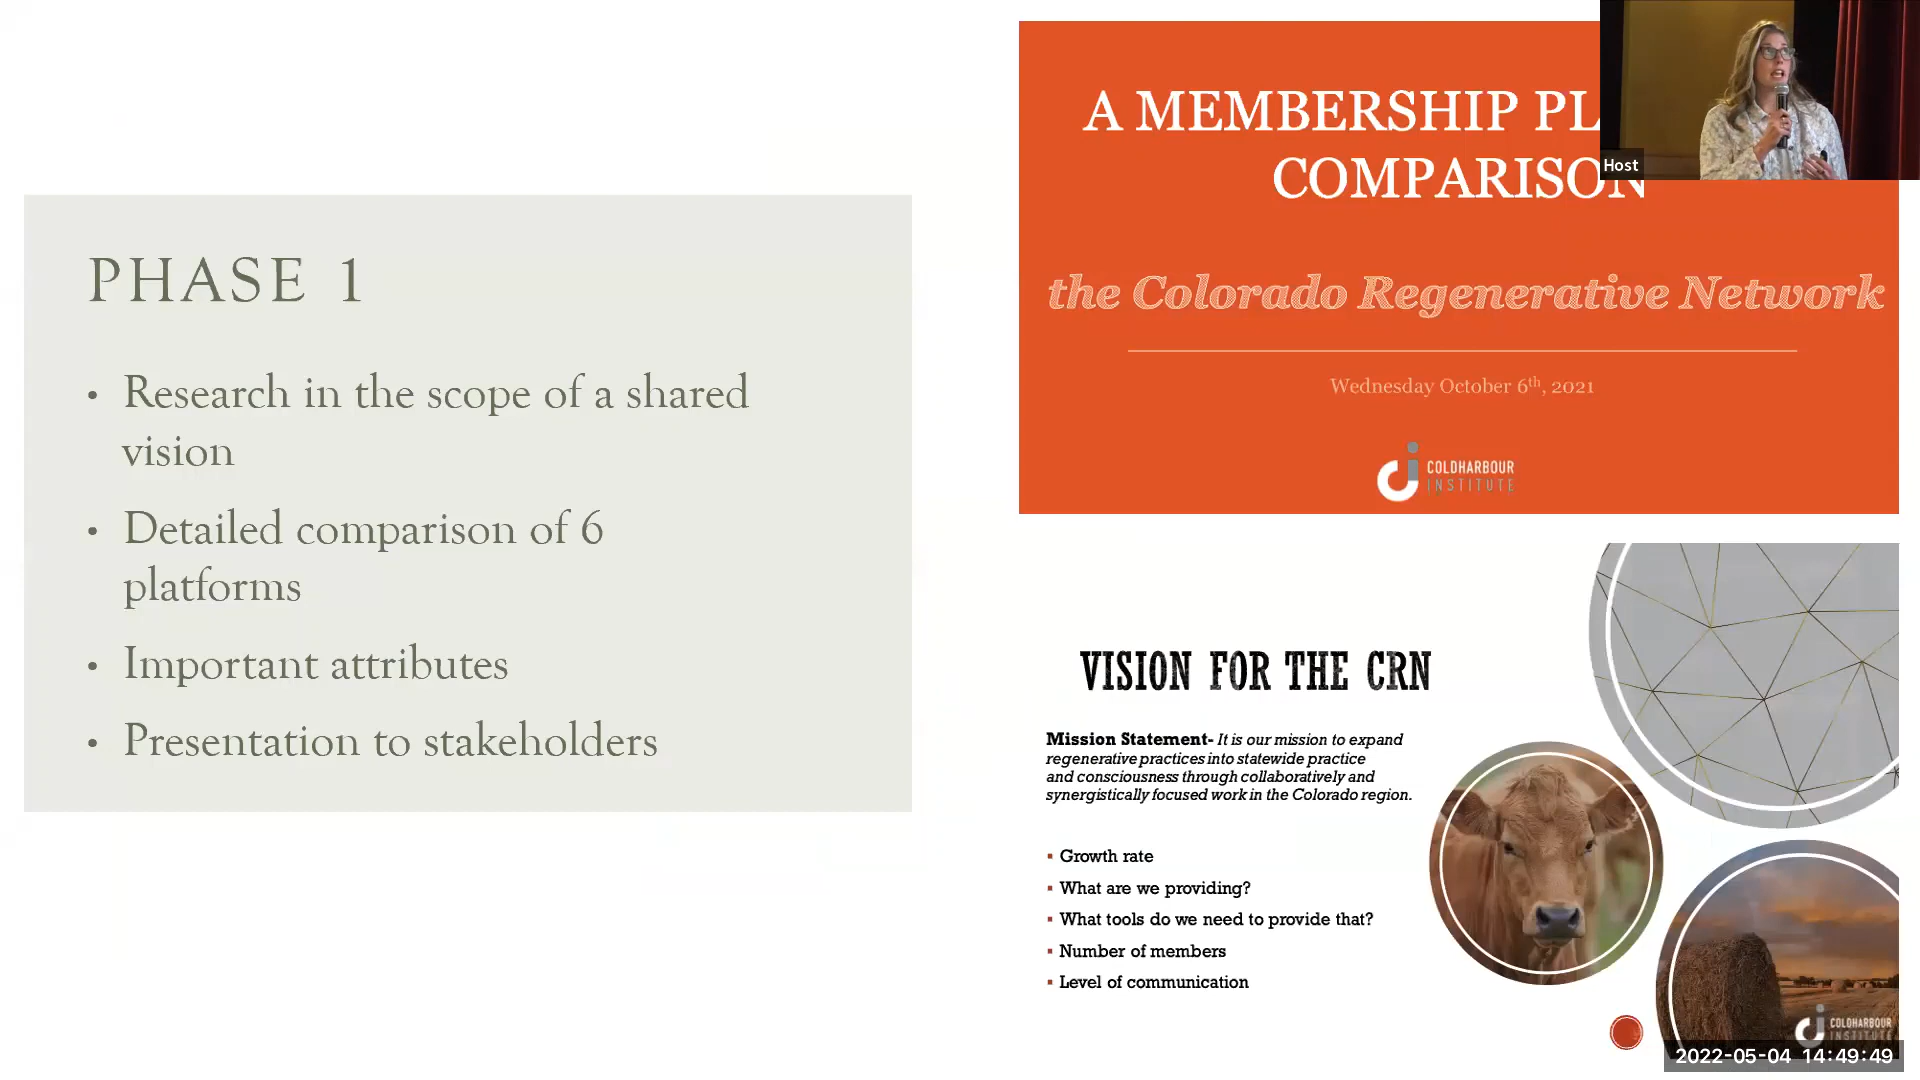 PHASE 1
• Research in the scope of a shared
vision
• Detailed comparison of 6
platforms
• Important attributes
• Presentation to stakeholders
A MEMBERSHIP
COMPARISON
the Colorado Regenerative Network
Wednesday October 6th, 2021
COLDHARBOUR
INSTITUTE
Host
VISION FOR THE CRN
Mission Statement- It is our mission to expand
regenerative practices into statewide practice
and consciousness through collaboratively and
synergistically focused work in the Colorado region.
▪ Growth rate
▪ What are we providing?
▪ What tools do we need to provide that?
▪ Number of members
▪ Level of communication
COLDHARBOUR
INSTITUTE
2022-05-04 14:49:49